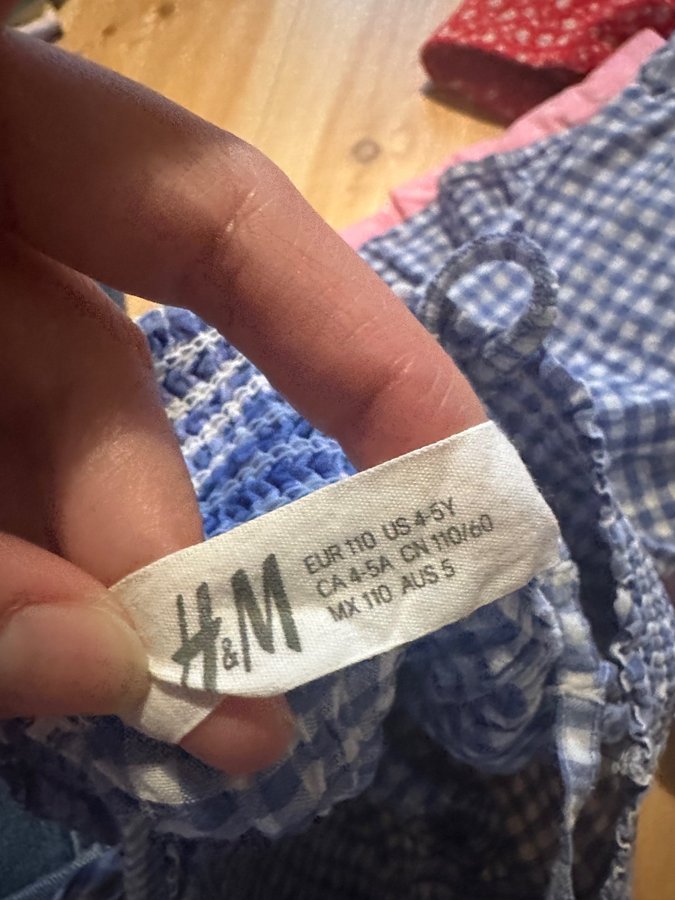 H&M
EUR 110 US 4-5Y
CA 4-5A CN 110/60
MX 110 AUS 5